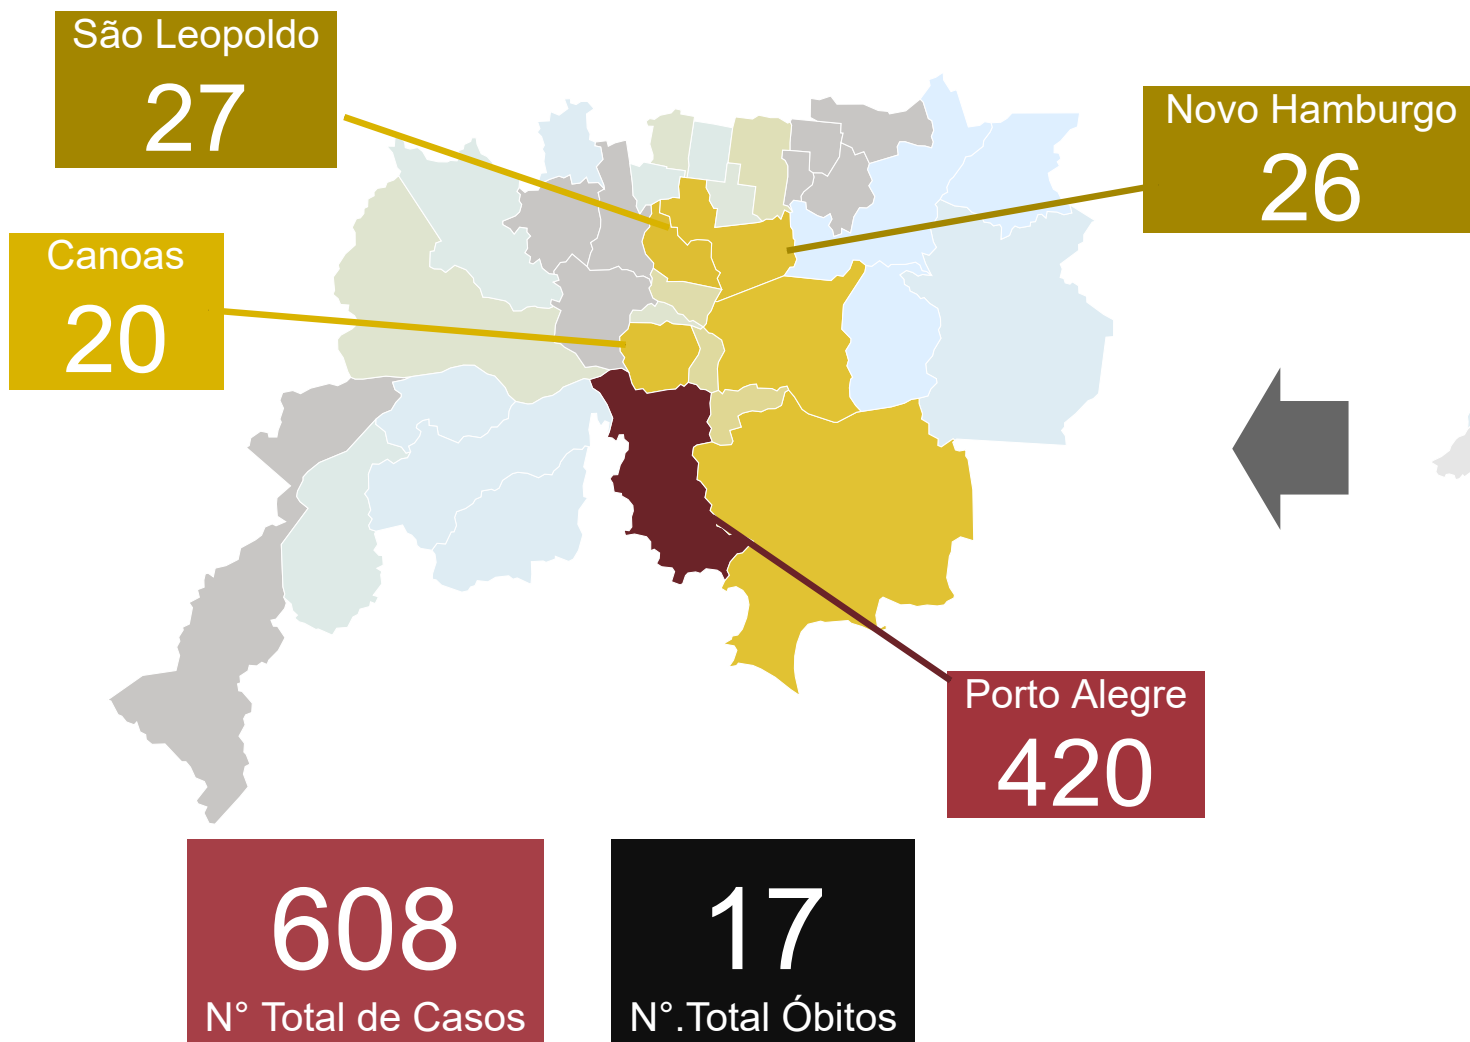 São Leopoldo
27
Novo Hamburgo
26
Canoas
20
Porto Alegre
420
608
N° Total de Casos
17
N°.Total Óbitos